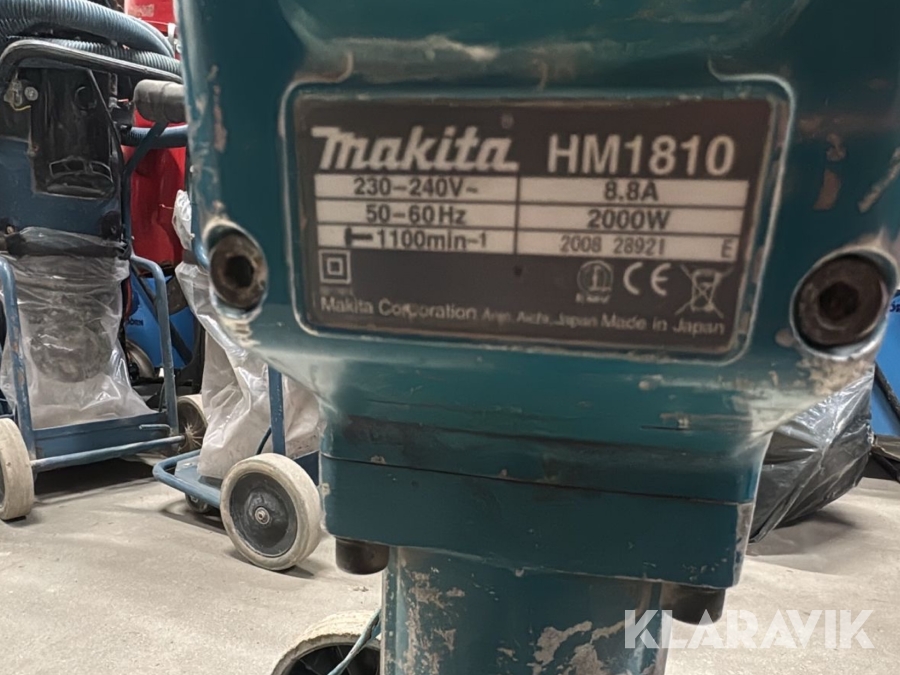 makita HM1810
230-240V~ 8.8A
50-60Hz 2000W
1100min-1 2008 28921 E
CE
Makita Corporation Anjo, Aichi, Japan Made in Japan
KLARAVIK